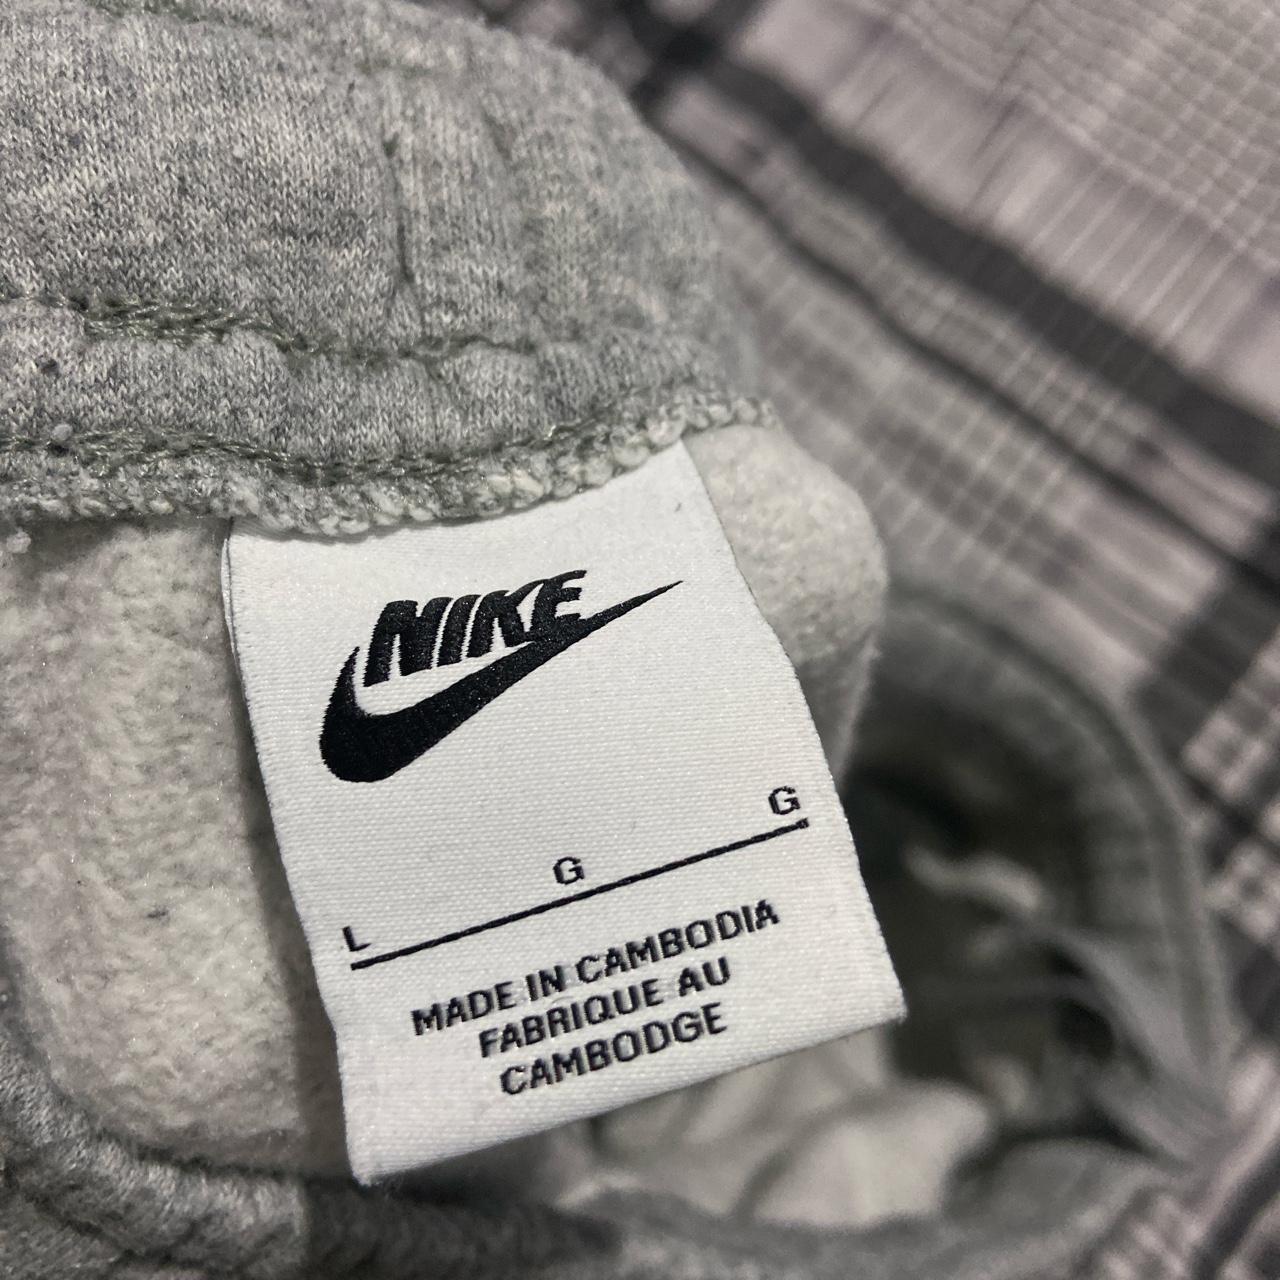 NIKE
L G G
MADE IN CAMBODIA
FABRIQUE AU
CAMBODGE